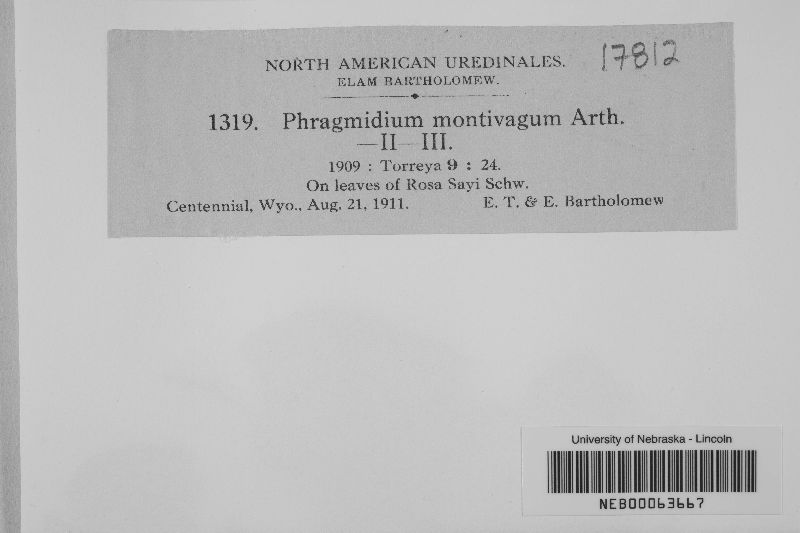 NORTH AMERICAN UREDINALES. 17812
ELAM BARTHOLOMEW.
1319. Phragmidium montivagum Arth.
—II—III.
1909 : Torreya 9 : 24.
On leaves of Rosa Sayi Schw.
Centennial, Wyo., Aug. 21, 1911. E. T. & E. Bartholomew
University of Nebraska - Lincoln
NEB00063667